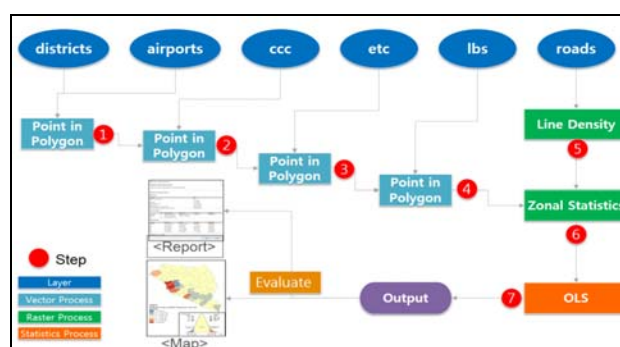 districts
airports
ccc
etc
lbs
roads
Point in
Polygon
1
Point in
Polygon
2
Point in
Polygon
3
Point in
Polygon
4
Line Density
5
Zonal Statistics
6
OLS
7
Output
Evaluate
<Report>
<Map>
Step
Layer
Vector Process
Raster Process
Statistics Process